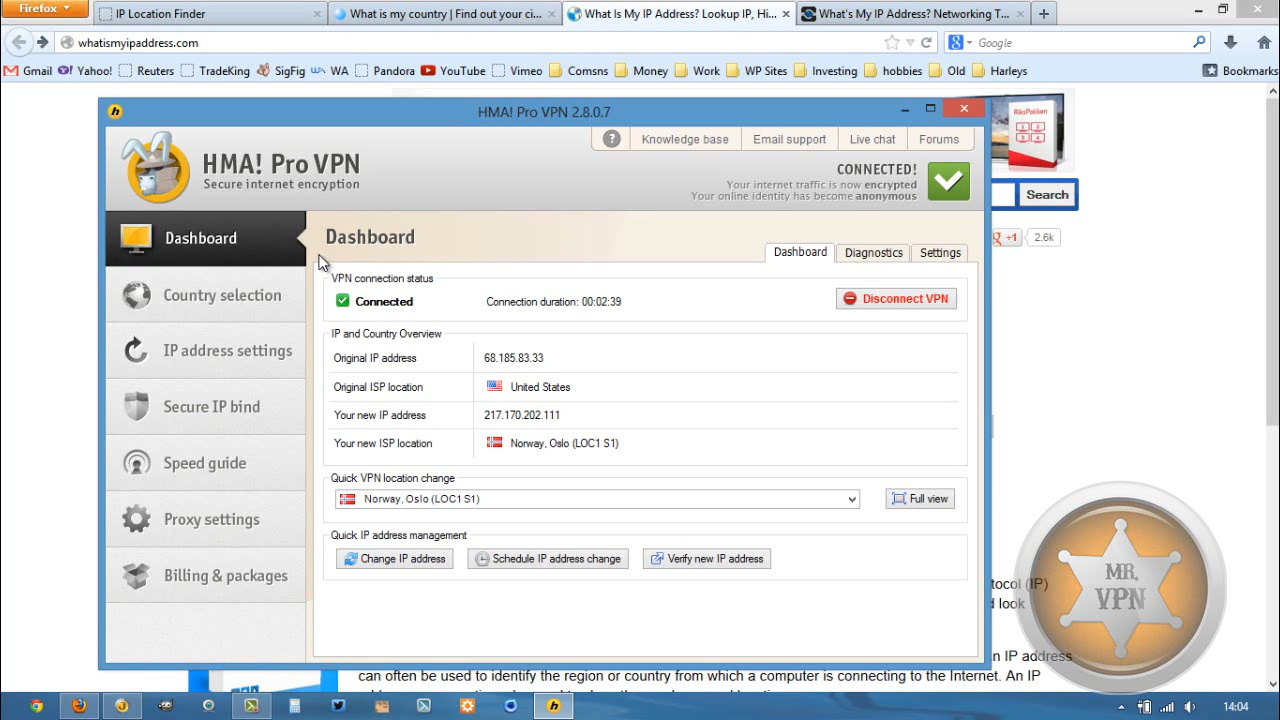 Firefox
IP Location Finder
What is my country | Find out your ci...
What Is My IP Address? Lookup IP, Hi...
What's My IP Address? Networking T...
whatismyipaddress.com
Google
Gmail
Yahoo!
Reuters
TradeKing
SigFig
WA
Pandora
YouTube
Vimeo
Comsns
Money
Work
WP Sites
Investing
hobbies
Old
Harleys
Bookmarks
HMA! Pro VPN 2.8.0.7
RiksPakken
HMA! Pro VPN
Secure internet encryption
Knowledge base
Email support
Live chat
Forums
CONNECTED!
Your internet traffic is now encrypted
Your online identity has become anonymous
Search
+1
2.6k
Dashboard
Country selection
IP address settings
Secure IP bind
Speed guide
Proxy settings
Billing & packages
Dashboard
Dashboard
Diagnostics
Settings
VPN connection status
Connected
Connection duration: 00:02:39
Disconnect VPN
IP and Country Overview
Original IP address
68.185.83.33
Original ISP location
United States
Your new IP address
217.170.202.111
Your new ISP location
Norway, Oslo (LOC1 S1)
Quick VPN location change
Norway, Oslo (LOC1 S1)
Full view
Quick IP address management
Change IP address
Schedule IP address change
Verify new IP address
MR.
VPN
tocol (IP)
d look
n IP address
can often be used to identify the region or country from which a computer is connecting to the Internet. An IP
14:04